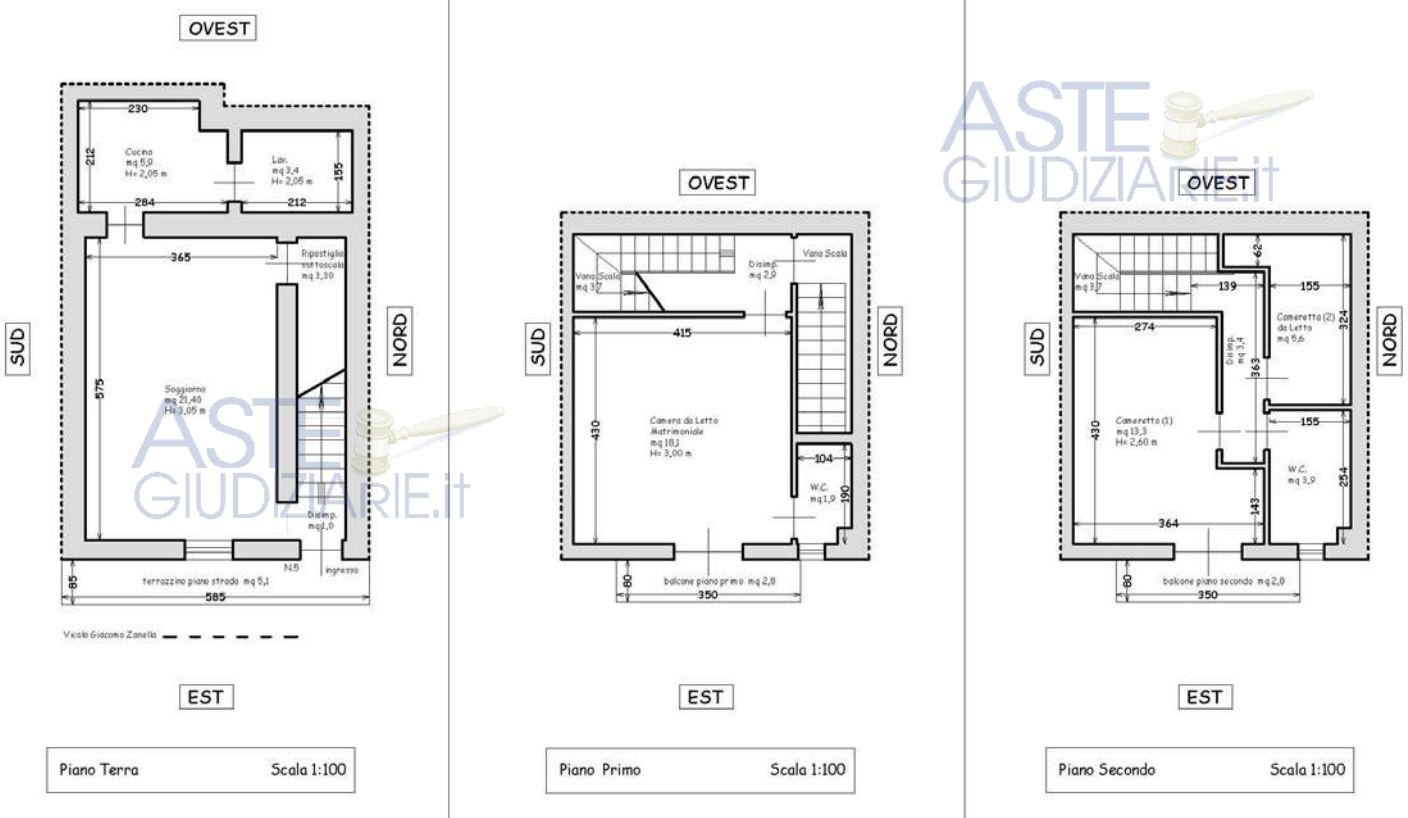 OVEST
230
212
Cucina
mq 5,9
H= 2,05 m
Lav.
mq 3,4
H= 2,05 m
155
284
212
365
Ripostiglio
sottoscala
mq 3,30
575
Soggiorno
mq 21,40
H= 3,05 m
SUD
NORD
Disimp.
mq 1,0
N.5
ingresso
85
terrazzino piano strada mq 5,1
585
Vicolo Giacomo Zanella
EST
Piano Terra Scala 1:100
ASTE
GIUDIZIARIE.it
OVEST
Vano Scala
mq 3,7
Disimp.
mq 2,9
Vano Scala
415
SUD
NORD
430
Camera da Letto
Matrimoniale
mq 18,1
H= 3,00 m
104
W.C.
mq 1,9
190
80
balcone piano primo mq 2,8
350
EST
Piano Primo Scala 1:100
ASTE
GIUDIZIARIE.it
OVEST
62
Vano Scala
mq 3,7
139
155
274
Cameretta (2)
da Letto
mq 5,6
324
Disimp.
mq 3,4
363
SUD
NORD
430
Cameretta (1)
mq 13,3
H= 2,60 m
155
W.C.
mq 3,9
254
143
364
80
balcone piano secondo mq 2,8
350
EST
Piano Secondo Scala 1:100